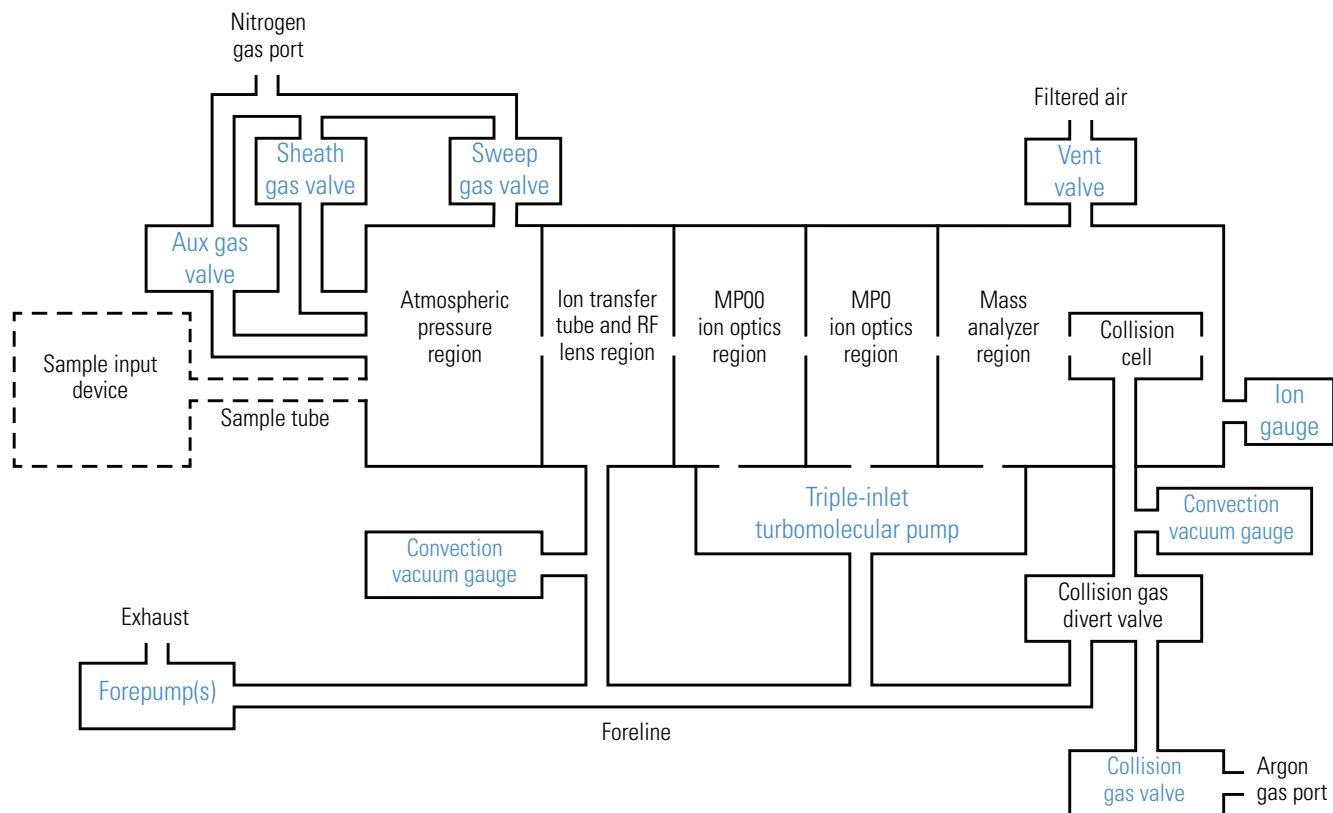 Nitrogen
gas port
Filtered air
Sheath
gas valve
Sweep
gas valve
Vent
valve
Aux gas
valve
Atmospheric
pressure
region
Ion transfer
tube and RF
lens region
MP00
ion optics
region
MP0
ion optics
region
Mass
analyzer
region
Collision
cell
Sample input
device
Sample tube
Ion
gauge
Triple-inlet
turbomolecular pump
Convection
vacuum gauge
Convection
vacuum gauge
Collision gas
divert valve
Exhaust
Forepump(s)
Foreline
Collision
gas valve
Argon
gas port